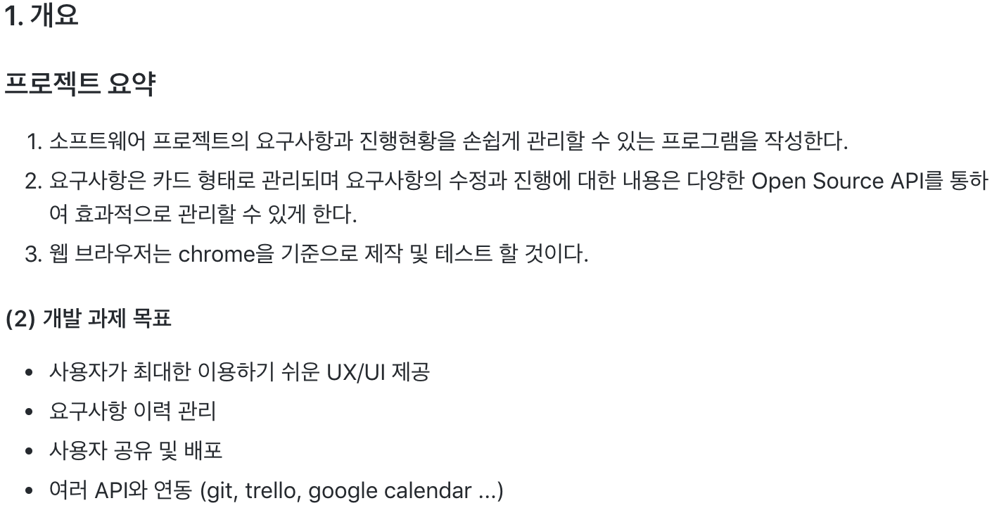 1. 개요
프로젝트 요약
1. 소프트웨어 프로젝트의 요구사항과 진행현황을 손쉽게 관리할 수 있는 프로그램을 작성한다.
2. 요구사항은 카드 형태로 관리되며 요구사항의 수정과 진행에 대한 내용은 다양한 Open Source API를 통하
여 효과적으로 관리할 수 있게 한다.
3. 웹 브라우저는 chrome을 기준으로 제작 및 테스트 할 것이다.
(2) 개발 과제 목표
• 사용자가 최대한 이용하기 쉬운 UX/UI 제공
• 요구사항 이력 관리
• 사용자 공유 및 배포
• 여러 API와 연동 (git, trello, google calendar ...)